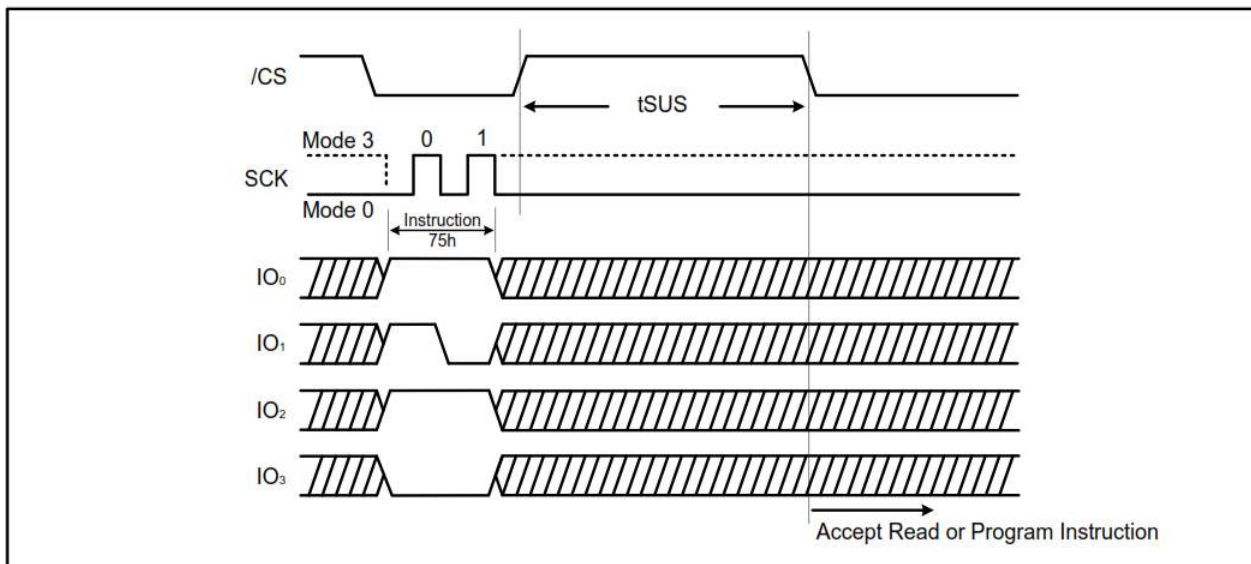 /CS
tSUS
Mode 3
0
1
SCK
Mode 0
Instruction
75h
IO₀
IO₁
IO₂
IO₃
Accept Read or Program Instruction